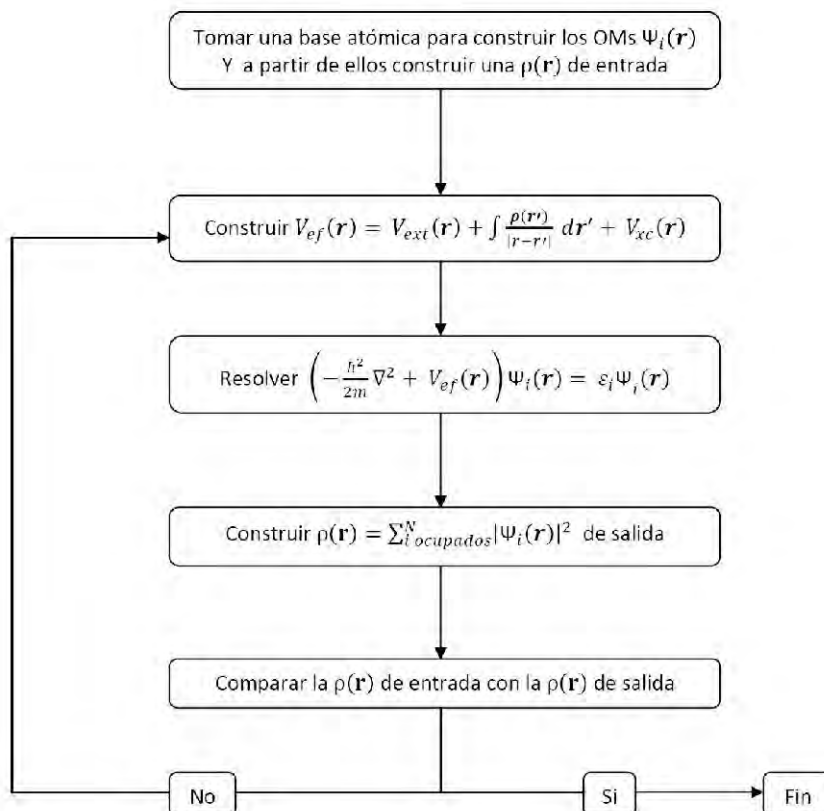 Tomar una base atómica para construir los OMs Ψ_i(r)
Y a partir de ellos construir una ρ(r) de entrada
Construir V_ef(r) = V_ext(r) + ∫ ρ(r′)/|r−r′| dr′ + V_xc(r)
Resolver (−ℏ²/2m ∇² + V_ef(r)) Ψ_i(r) = ε_i Ψ_i(r)
Construir ρ(r) = ∑_{i ocupados}^{N} |Ψ_i(r)|² de salida
Comparar la ρ(r) de entrada con la ρ(r) de salida
No
Si
Fin